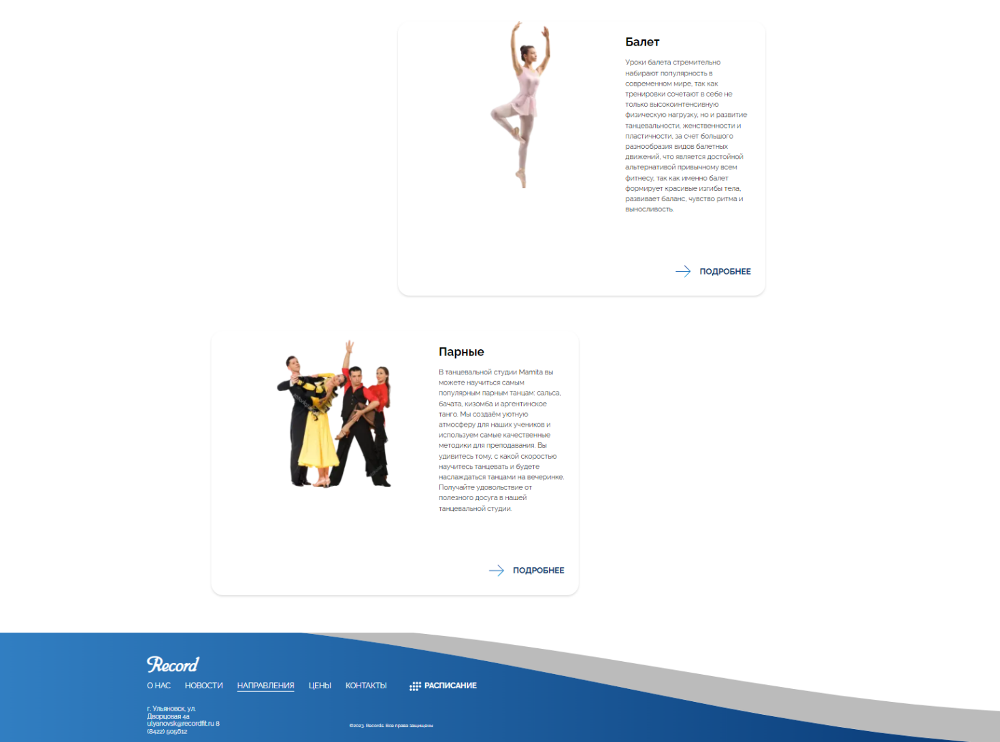 Балет
Уроки балета стремительно
набирают популярность в
современном мире, так как
тренировки сочетают в себе не
только высокоинтенсивную
физическую нагрузку, но и развитие
танцевальности, женственности и
пластичности, за счет большого
разнообразия видов балетных
движений, что является достойной
альтернативой привычному всем
фитнесу, так как именно балет
формирует красивые изгибы тела,
развивает баланс, чувство ритма и
выносливость.
ПОДРОБНЕЕ
Парные
В танцевальной студии Mamita вы
можете научиться самым
популярным парным танцам: сальса,
бачата, кизомба и аргентинское
танго. Мы создаём уютную
атмосферу для наших учеников и
используем самые качественные
методики для преподавания. Вы
удивитесь тому, с какой скоростью
научитесь танцевать и будете
наслаждаться танцами на вечеринке.
Получайте удовольствие от
полезного досуга в нашей
танцевальной студии.
ПОДРОБНЕЕ
Record
О НАС НОВОСТИ НАПРАВЛЕНИЯ ЦЕНЫ КОНТАКТЫ РАСПИСАНИЕ
г. Ульяновск, ул.
Дворцовая 4а
ulyanovsk@recordfit.ru 8
(8422) 505612
©2023. Records. Все права защищены